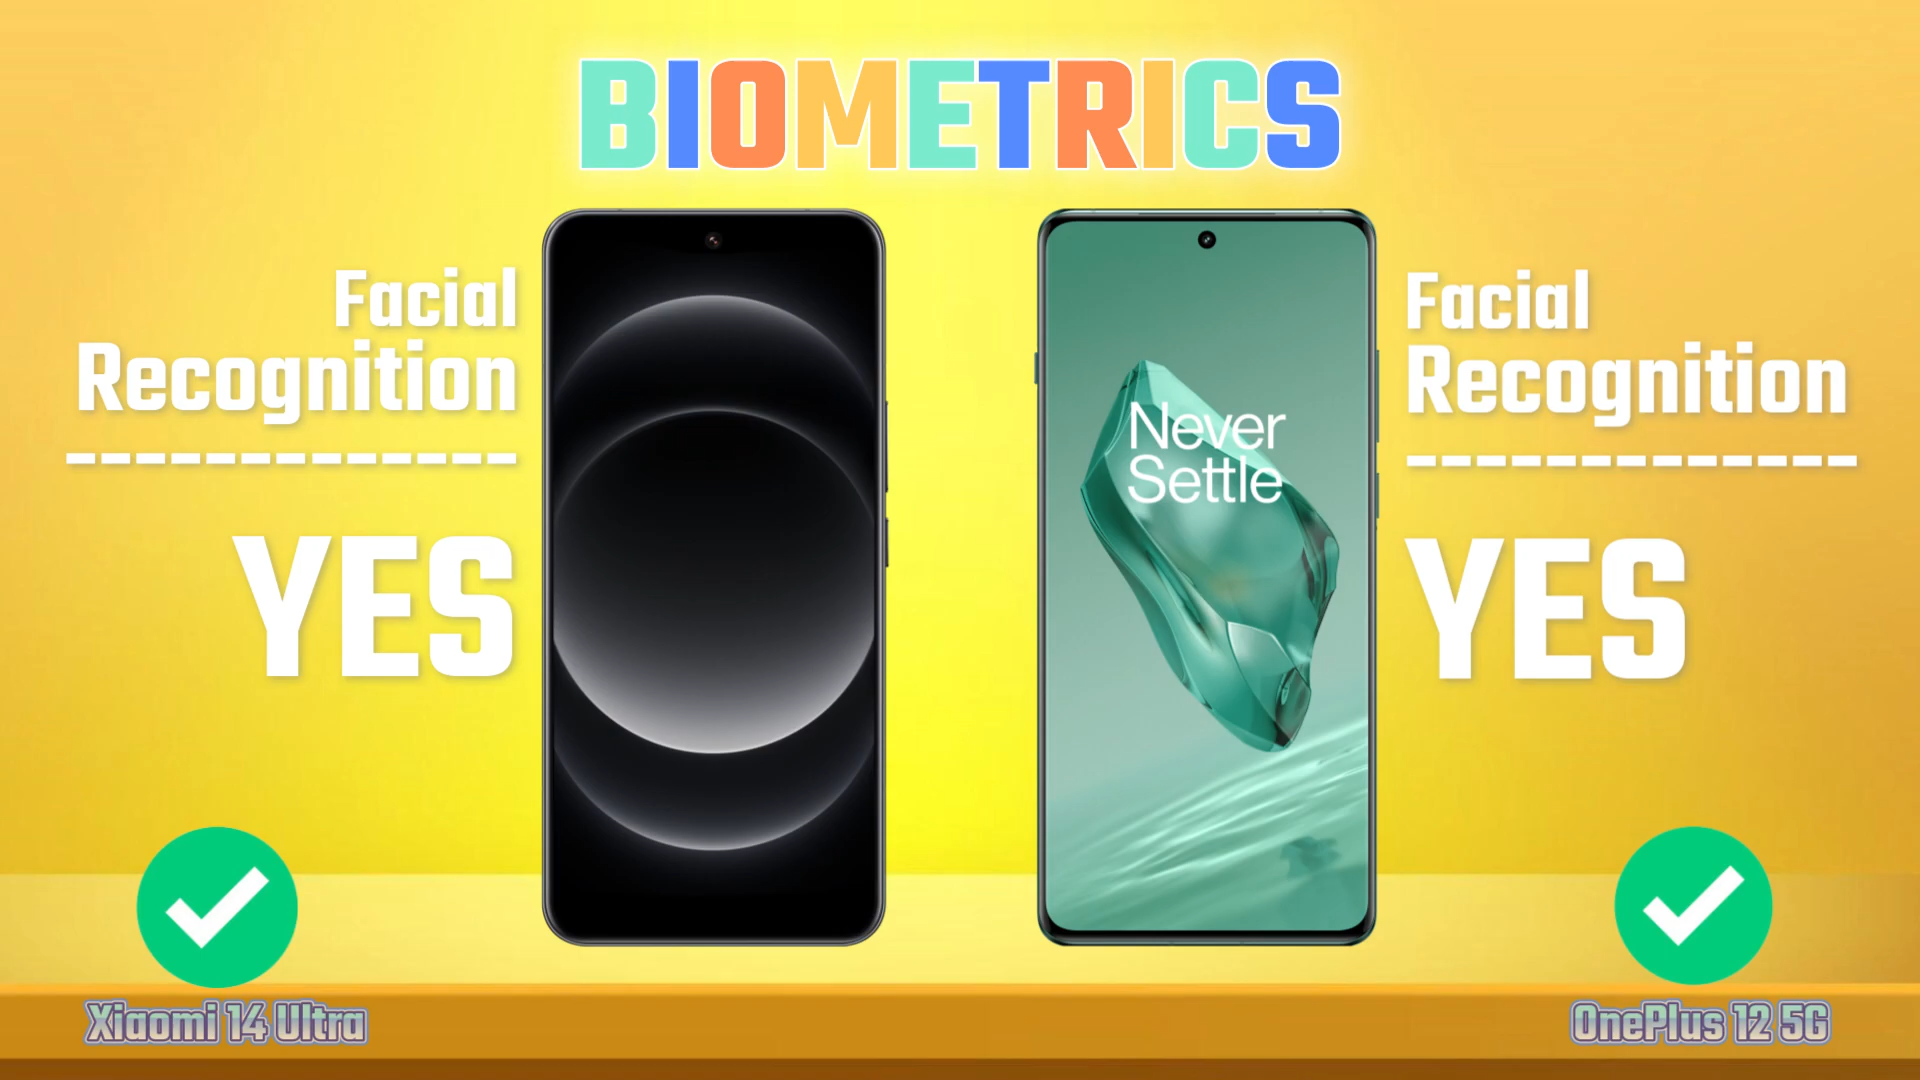 BIOMETRICS
Facial
Recognition
-------------
YES
Never
Settle
Facial
Recognition
-------------
YES
Xiaomi 14 Ultra
OnePlus 12 5G